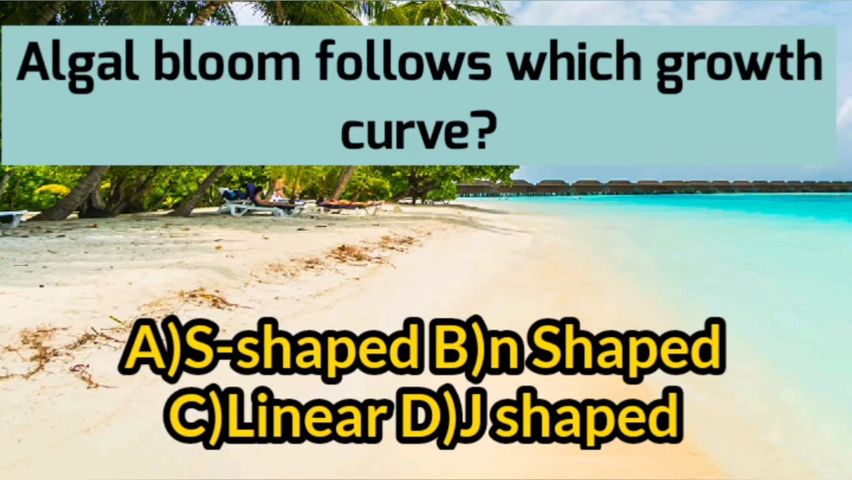 Algal bloom follows which growth
curve?
A)S-shaped B)n Shaped
C)Linear D)J shaped